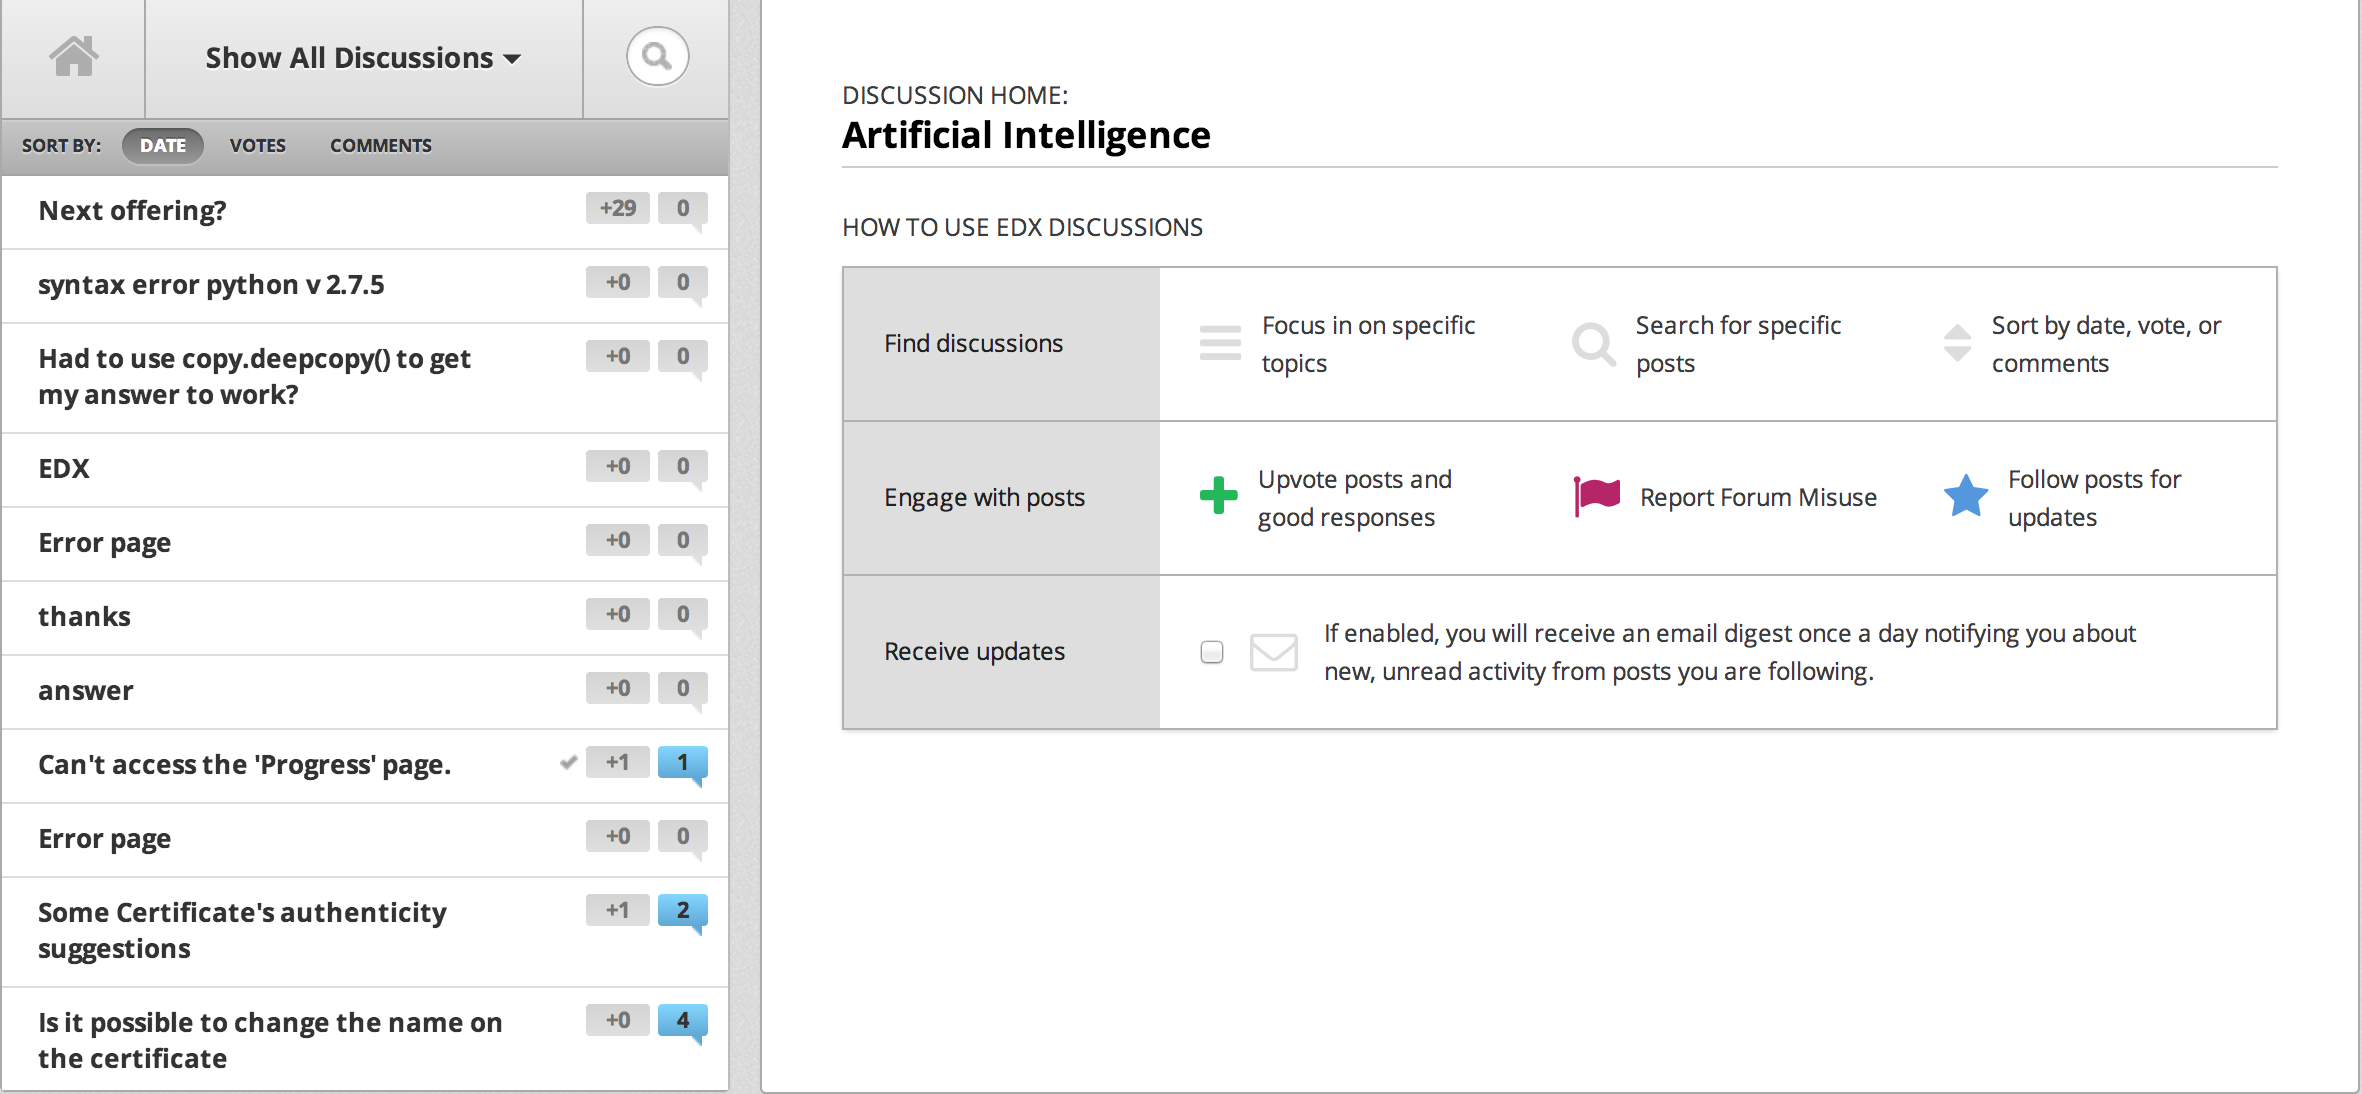 Show All Discussions
SORT BY: DATE VOTES COMMENTS
Next offering? +29 0
syntax error python v 2.7.5 +0 0
Had to use copy.deepcopy() to get +0 0
my answer to work?
EDX +0 0
Error page +0 0
thanks +0 0
answer +0 0
Can't access the 'Progress' page. +1 1
Error page +0 0
Some Certificate's authenticity +1 2
suggestions
Is it possible to change the name on +0 4
the certificate
DISCUSSION HOME:
Artificial Intelligence
HOW TO USE EDX DISCUSSIONS
Find discussions
Focus in on specific
topics
Search for specific
posts
Sort by date, vote, or
comments
Engage with posts
Upvote posts and
good responses
Report Forum Misuse
Follow posts for
updates
Receive updates
If enabled, you will receive an email digest once a day notifying you about
new, unread activity from posts you are following.